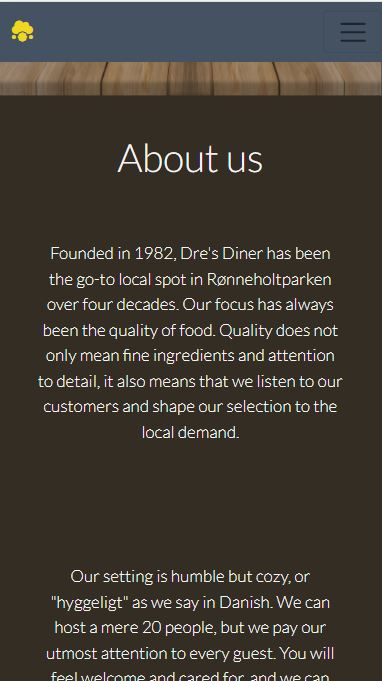 About us
Founded in 1982, Dre's Diner has been
the go-to local spot in Rønneholtparken
over four decades. Our focus has always
been the quality of food. Quality does not
only mean fine ingredients and attention
to detail, it also means that we listen to our
customers and shape our selection to the
local demand.
Our setting is humble but cozy, or
"hyggeligt" as we say in Danish. We can
host a mere 20 people, but we pay our
utmost attention to every guest. You will
feel welcome and cared for, and we can